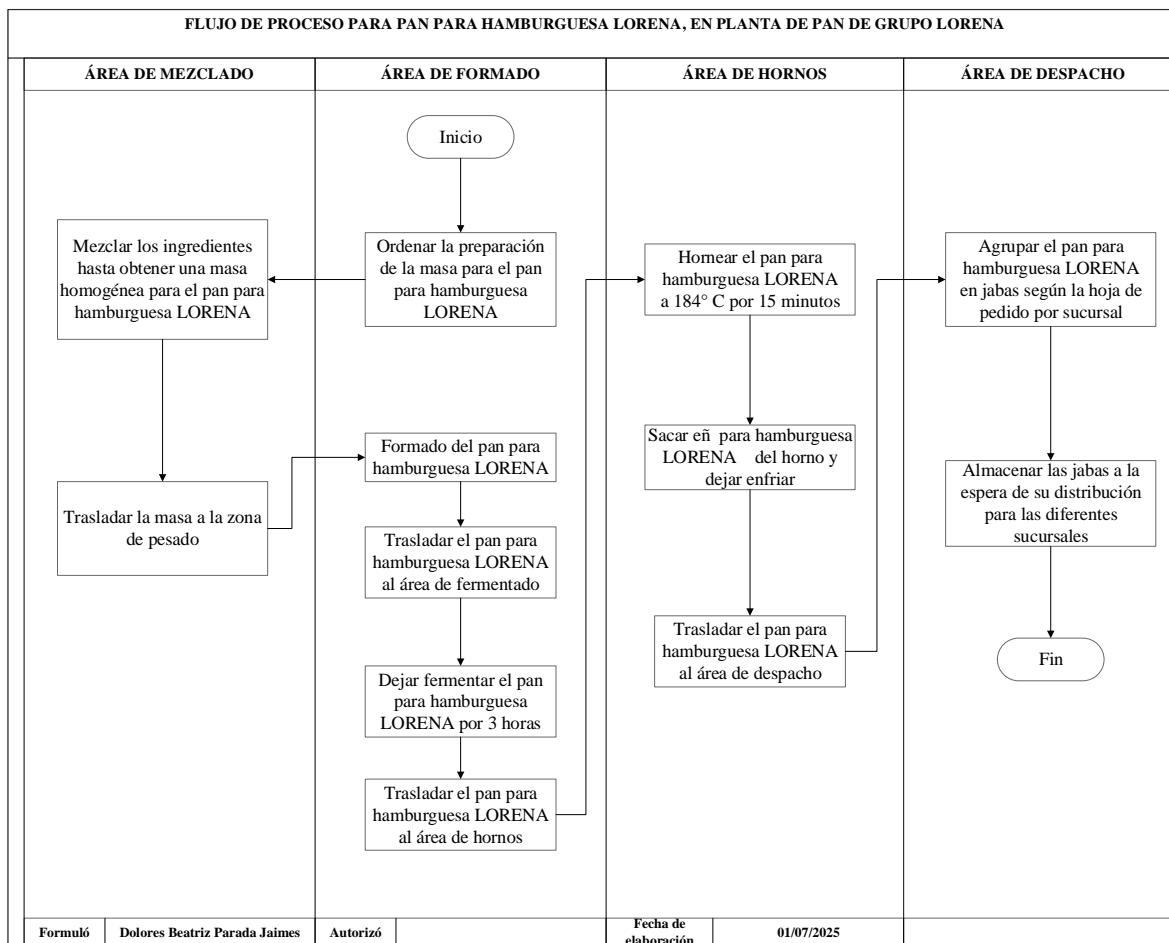 FLUJO DE PROCESO PARA PAN PARA HAMBURGUESA LORENA, EN PLANTA DE PAN DE GRUPO LORENA
ÁREA DE MEZCLADO
ÁREA DE FORMADO
ÁREA DE HORNOS
ÁREA DE DESPACHO
Inicio
Ordenar la preparación
de la masa para el pan
para hamburguesa
LORENA
Mezclar los ingredientes
hasta obtener una masa
homogénea para el pan para
hamburguesa LORENA
Trasladar la masa a la zona
de pesado
Formado del pan para
hamburguesa LORENA
Trasladar el pan para
hamburguesa LORENA
al área de fermentado
Dejar fermentar el pan
para hamburguesa
LORENA por 3 horas
Trasladar el pan para
hamburguesa LORENA
al área de hornos
Hornear el pan para
hamburguesa LORENA
a 184° C por 15 minutos
Sacar eñ para hamburguesa
LORENA del horno y
dejar enfriar
Trasladar el pan para
hamburguesa LORENA
al área de despacho
Agrupar el pan para
hamburguesa LORENA
en jabas según la hoja de
pedido por sucursal
Almacenar las jabas a la
espera de su distribución
para las diferentes
sucursales
Fin
Formuló
Dolores Beatriz Parada Jaimes
Autorizó
Fecha de
elaboración
01/07/2025